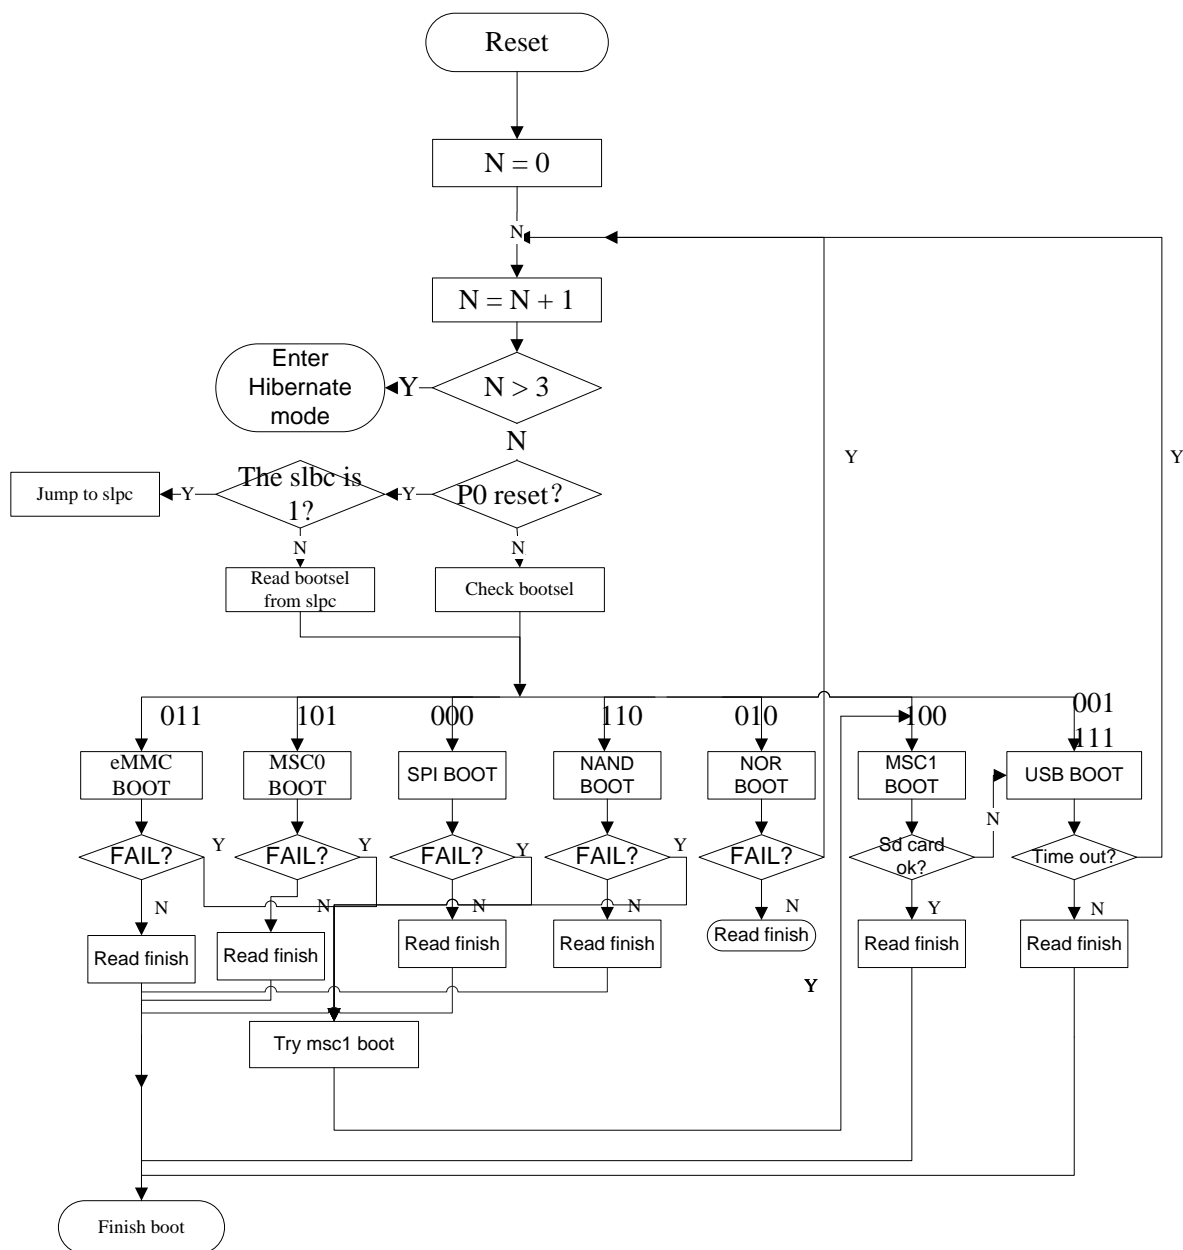 Reset
N = 0
N
N = N + 1
Enter
Hibernate
mode
Y
N > 3
N
Y
Y
Jump to slpc
Y
The slbc is
1?
Y
P0 reset?
N
N
Read bootsel
from slpc
Check bootsel
011
101
000
110
010
100
001
111
eMMC
BOOT
MSC0
BOOT
SPI BOOT
NAND
BOOT
NOR
BOOT
MSC1
BOOT
USB BOOT
N
FAIL?
Y
FAIL?
Y
FAIL?
Y
FAIL?
Y
FAIL?
Sd card
ok?
Time out?
N
N
N
N
N
Y
N
Read finish
Read finish
Read finish
Read finish
Read finish
Read finish
Read finish
Y
Try msc1 boot
Finish boot